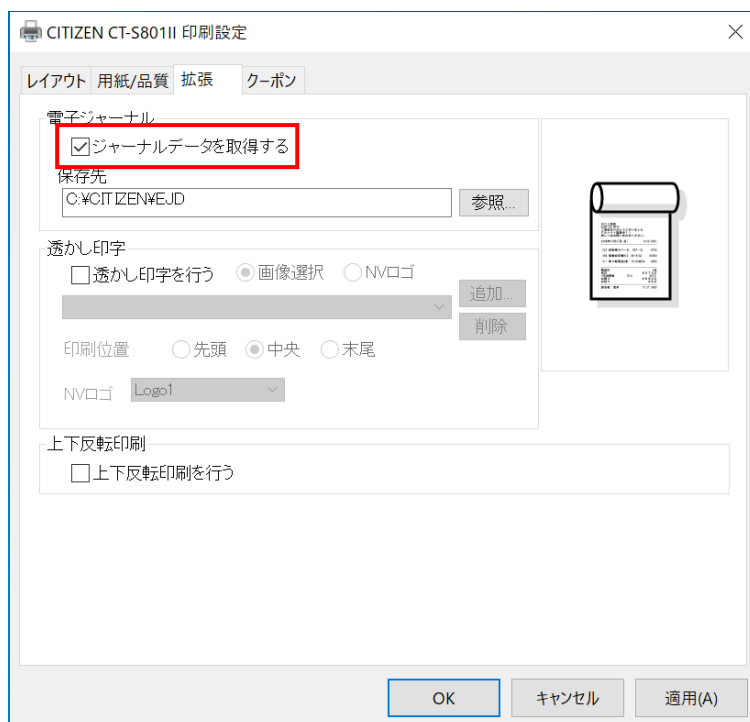 CITIZEN CT-S801II 印刷設定
レイアウト 用紙/品質 拡張 クーポン
電子ジャーナル
ジャーナルデータを取得する
保存先
C:¥CITIZEN¥EJD 参照...
透かし印字
透かし印字を行う 画像選択 NVロゴ
追加...
削除
印刷位置 先頭 中央 末尾
NVロゴ Logo1
上下反転印刷
上下反転印刷を行う
OK キャンセル 適用(A)